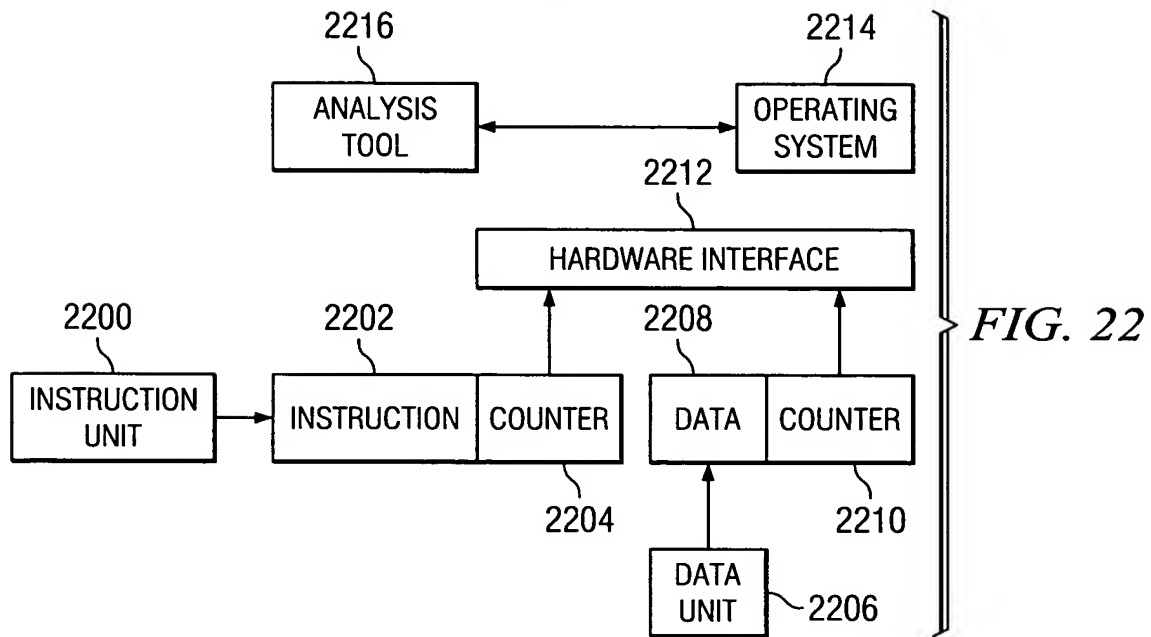 2216
2214
ANALYSIS
TOOL
OPERATING
SYSTEM
2212
HARDWARE INTERFACE
2200
2202
2208
FIG. 22
INSTRUCTION
UNIT
INSTRUCTION
COUNTER
DATA
COUNTER
2204
2210
DATA
UNIT
2206